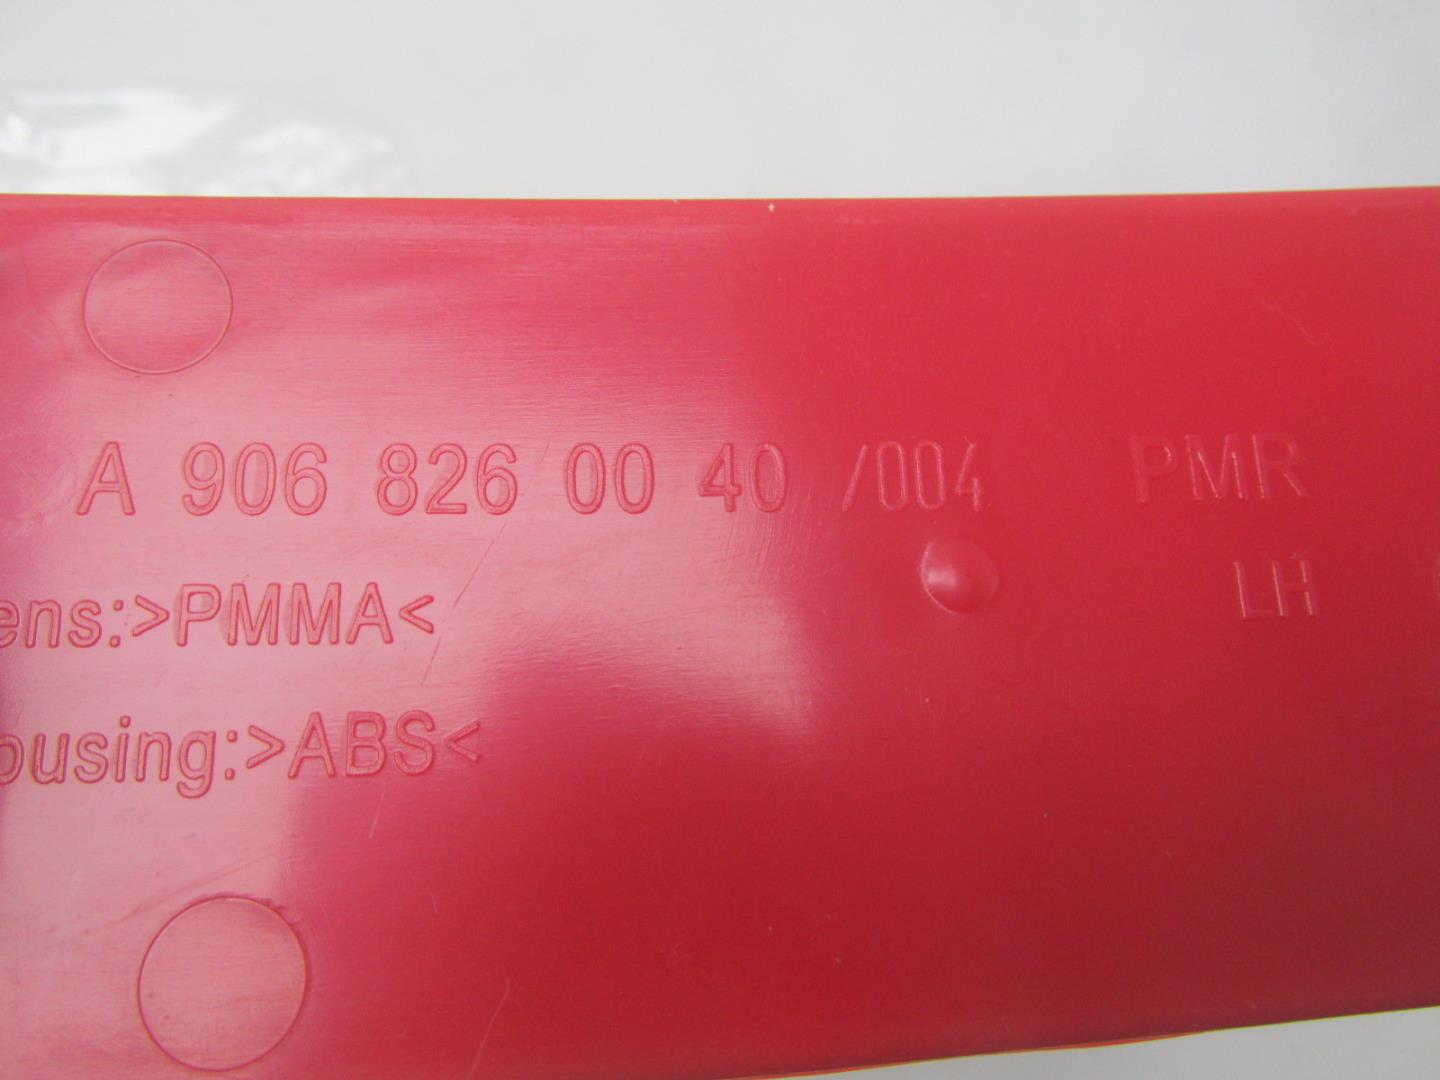 A 906 826 00 40 /004 PMR
LH
ens:>PMMA<
ousing:>ABS<